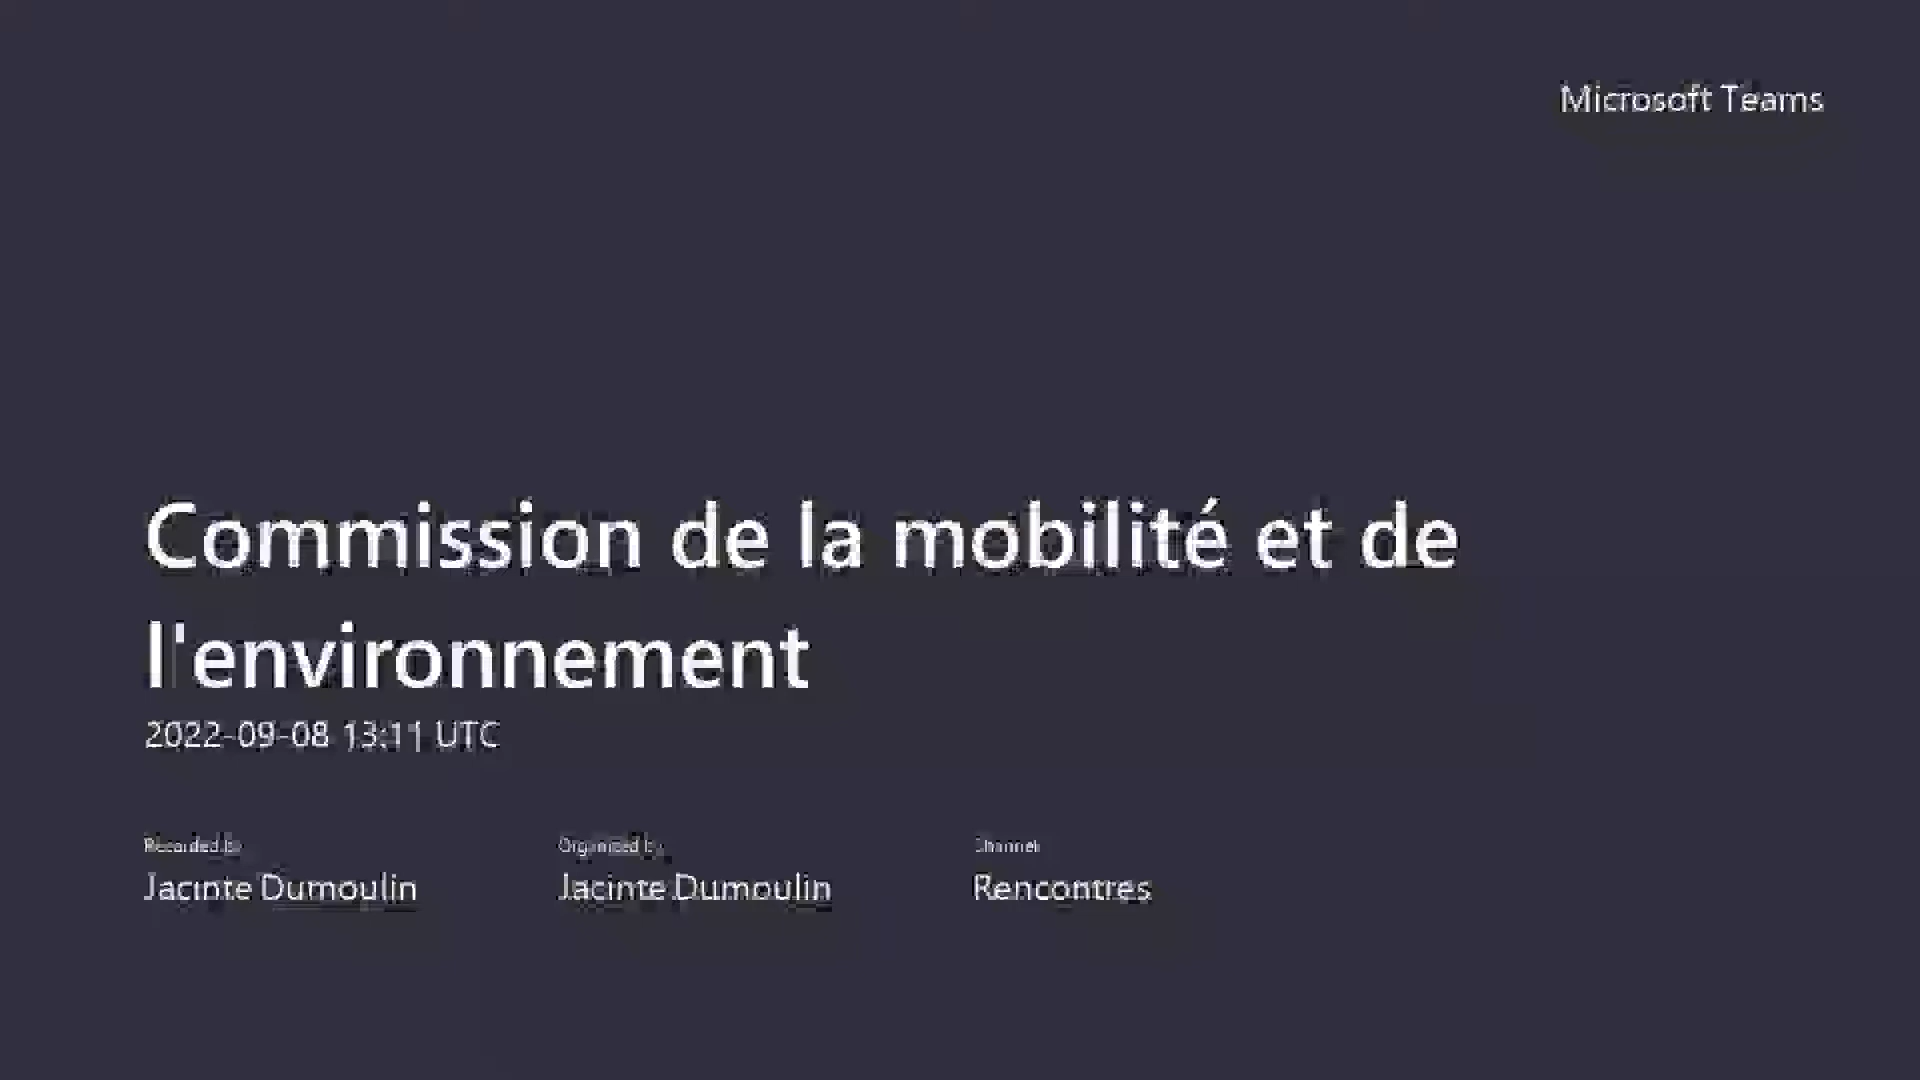 Microsoft Teams
Commission de la mobilité et de
l'environnement
2022-09-08 13:11 UTC
Recorded by
Organized by
Channel
Jacinte Dumoulin
Jacinte Dumoulin
Rencontres